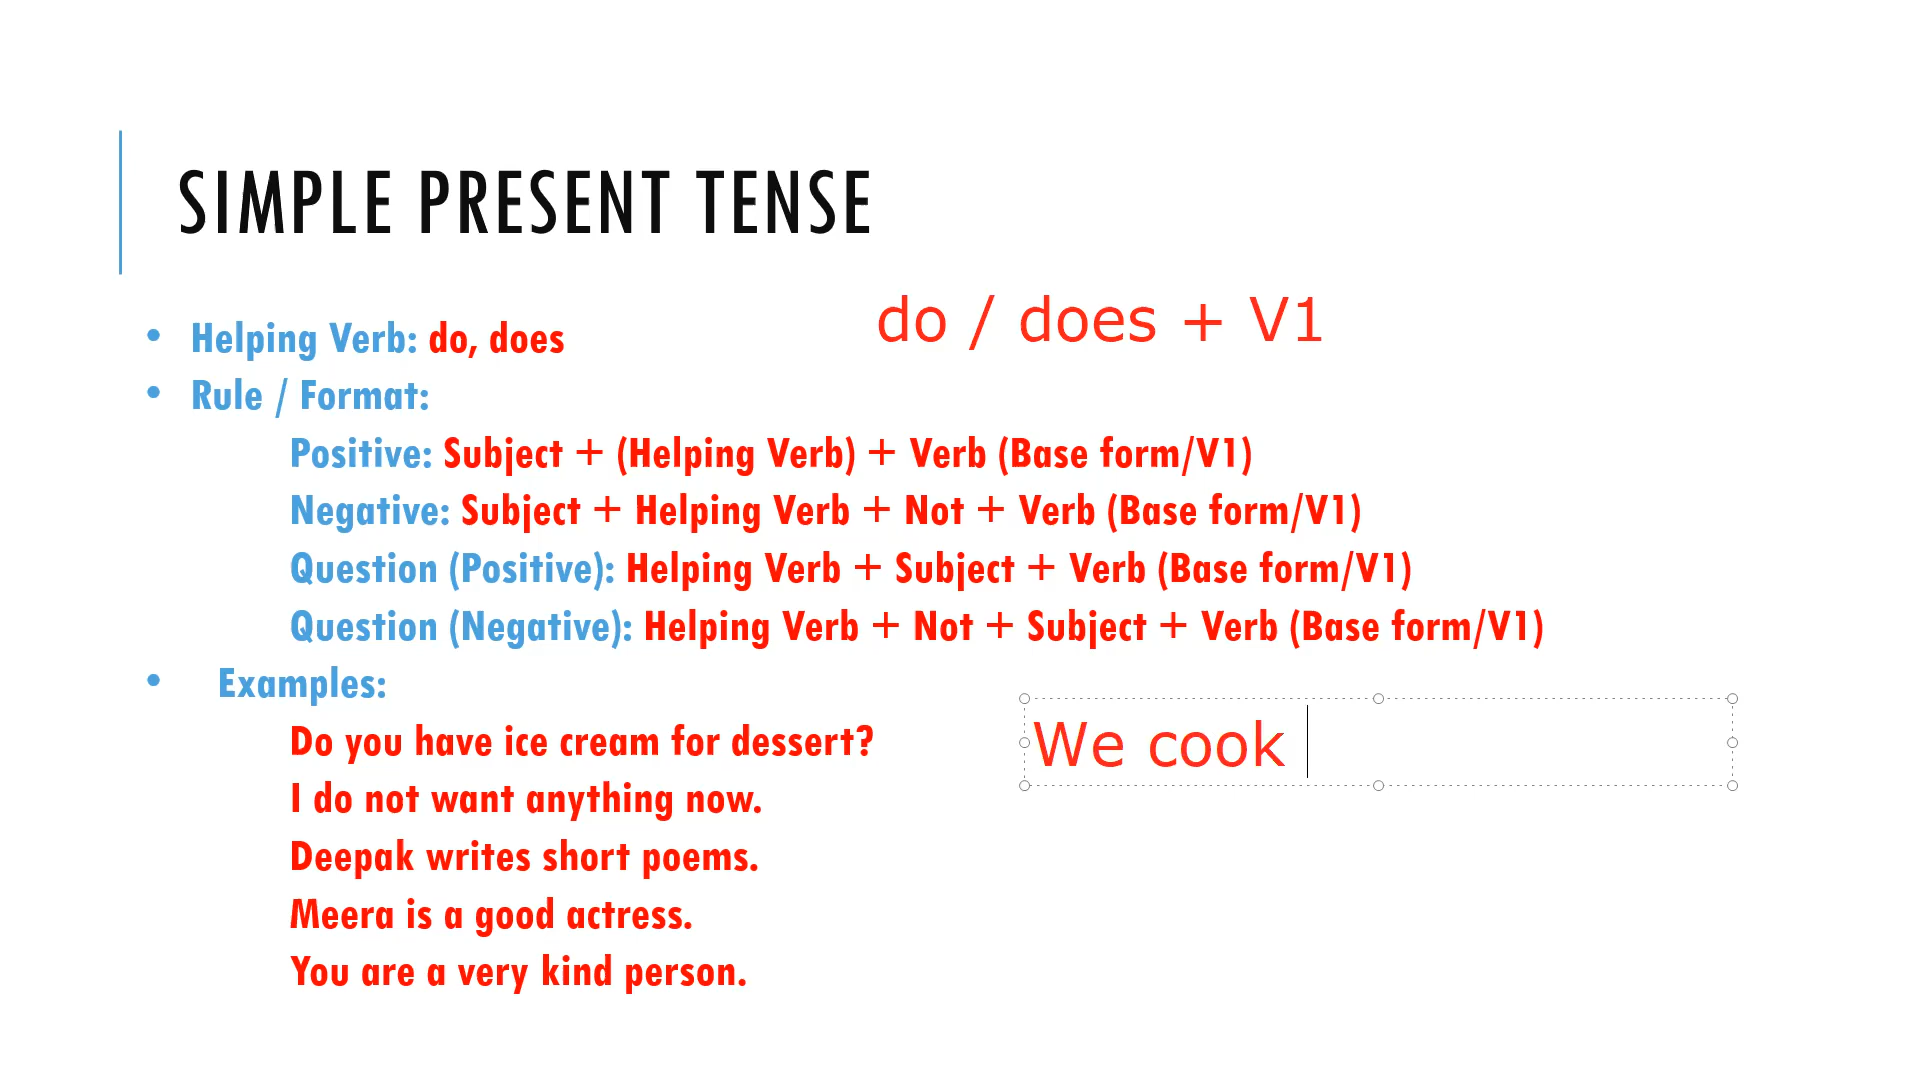 SIMPLE PRESENT TENSE
do / does + V1
• Helping Verb: do, does
• Rule / Format:
Positive: Subject + (Helping Verb) + Verb (Base form/V1)
Negative: Subject + Helping Verb + Not + Verb (Base form/V1)
Question (Positive): Helping Verb + Subject + Verb (Base form/V1)
Question (Negative): Helping Verb + Not + Subject + Verb (Base form/V1)
• Examples:
Do you have ice cream for dessert?
We cook
I do not want anything now.
Deepak writes short poems.
Meera is a good actress.
You are a very kind person.